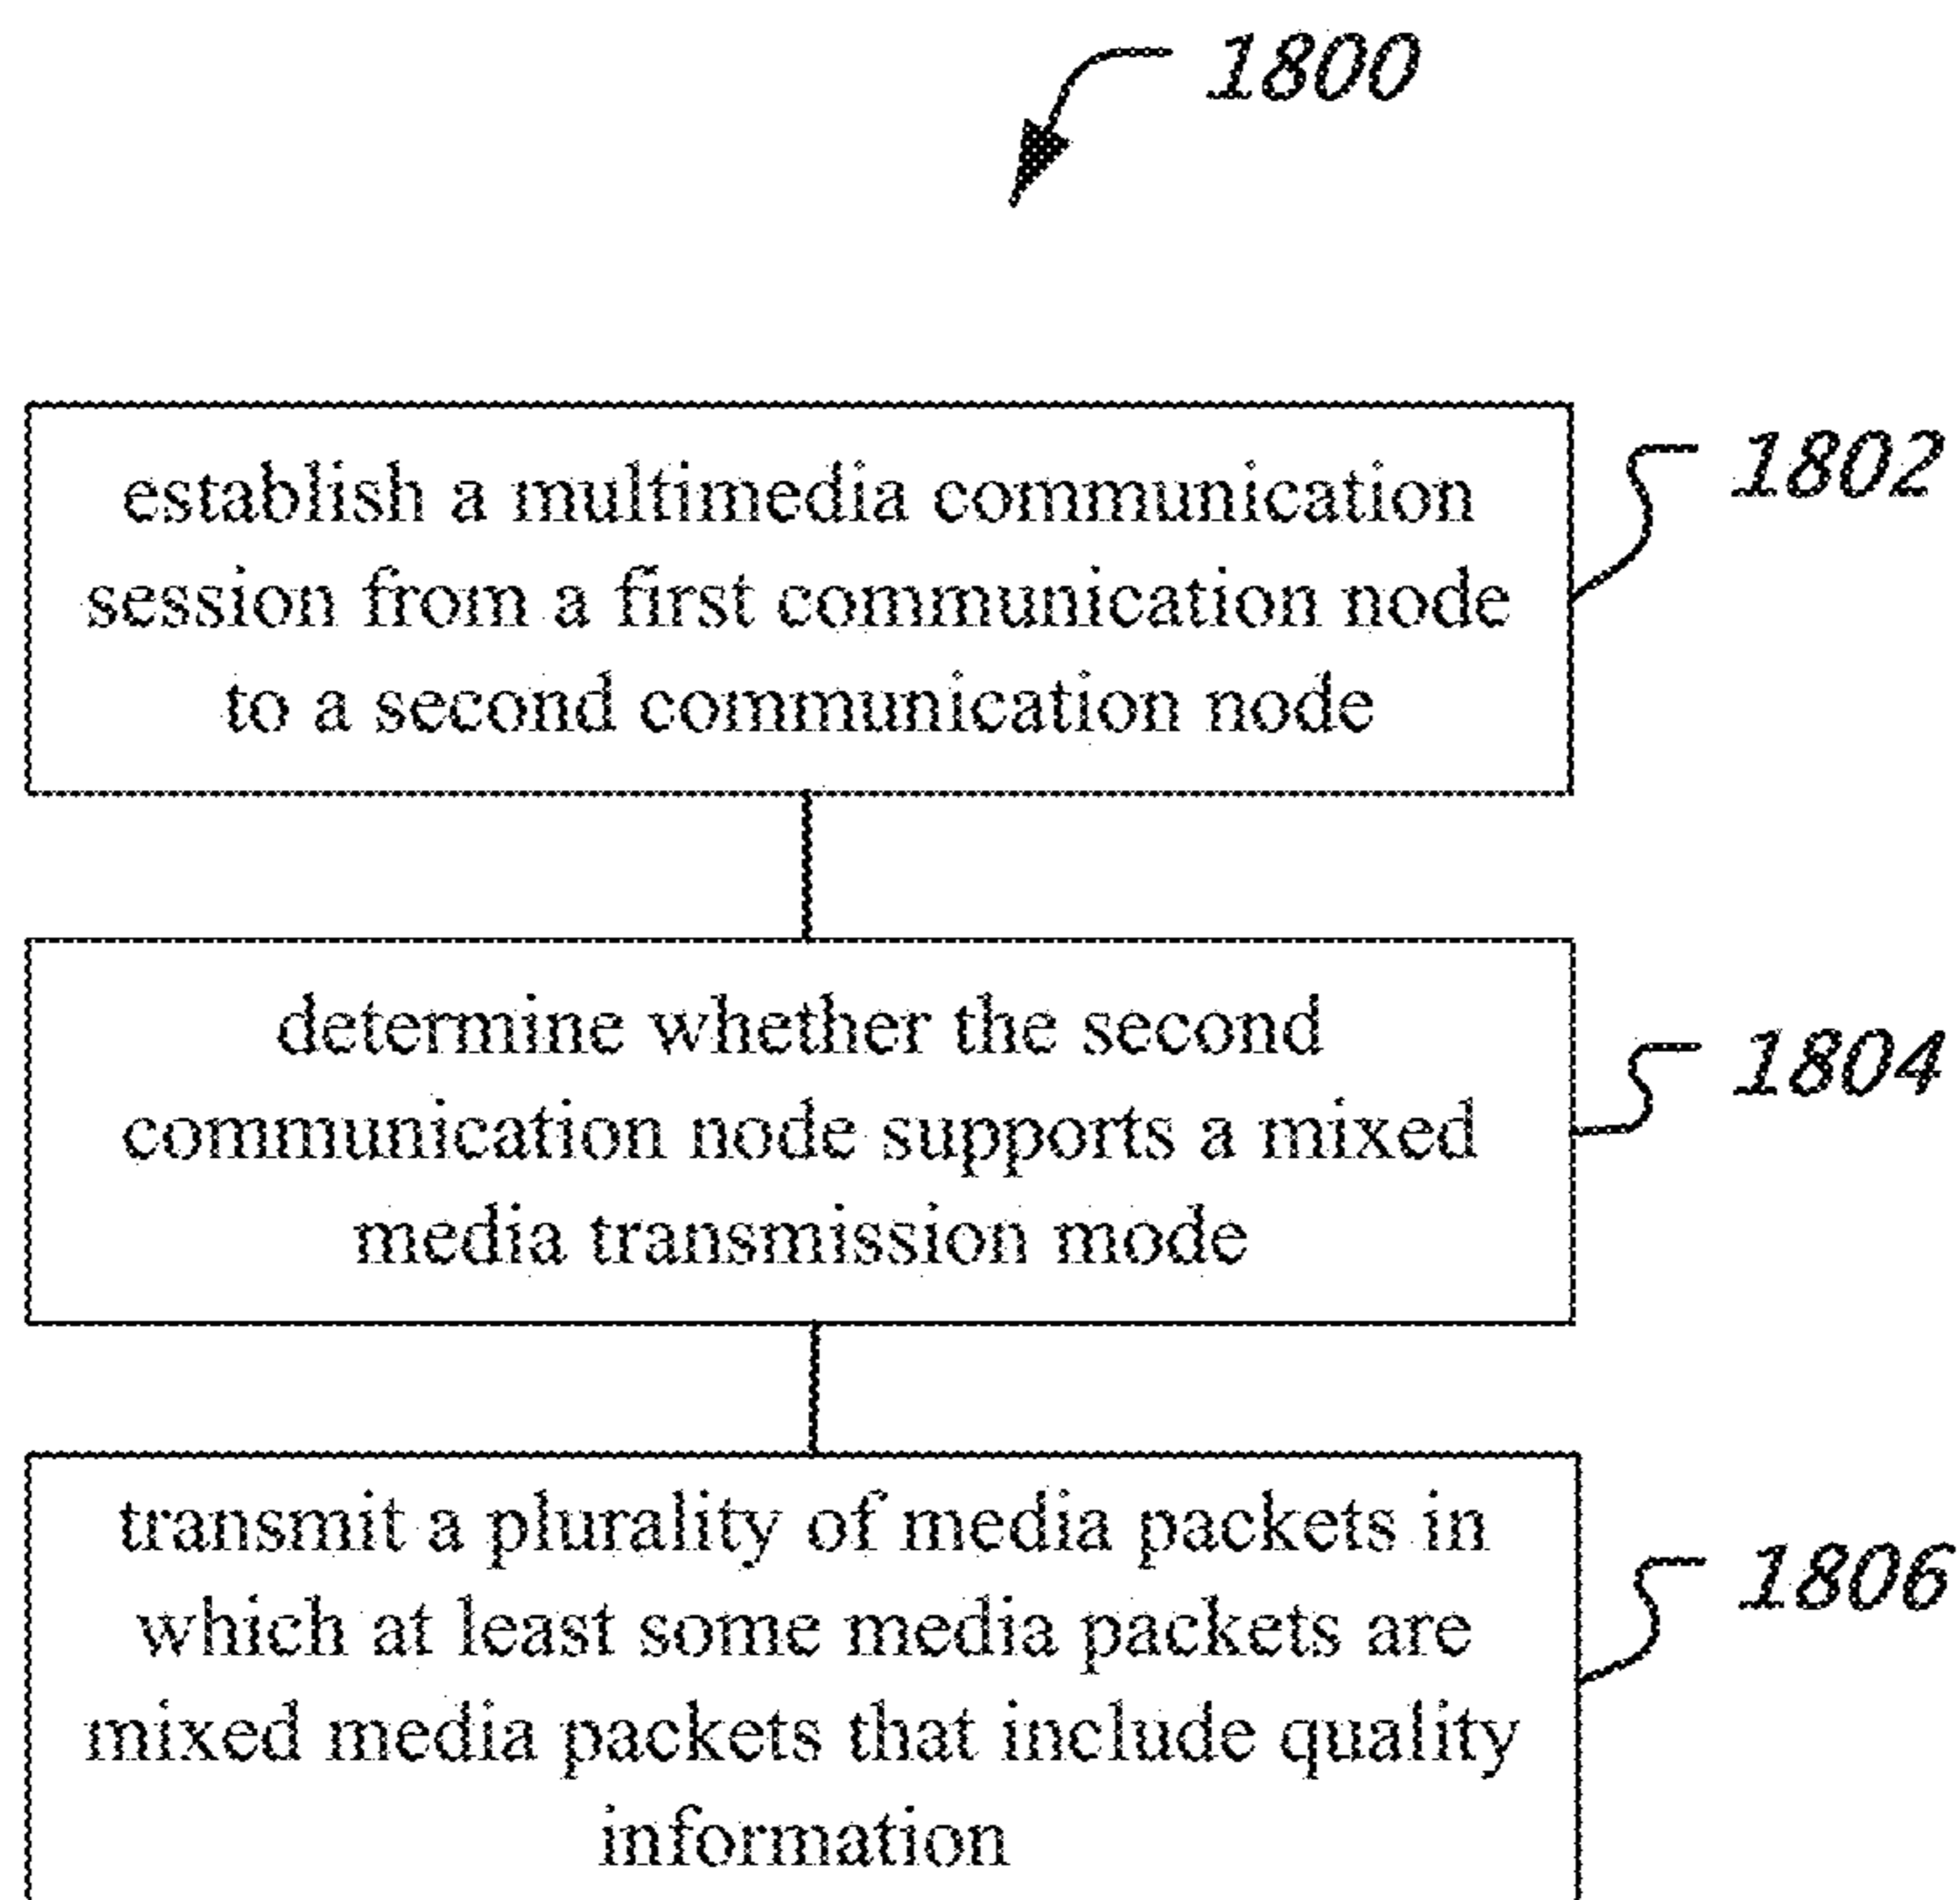 1800
establish a multimedia communication
session from a first communication node
to a second communication node
1802
determine whether the second
communication node supports a mixed
media transmission mode
1804
transmit a plurality of media packets in
which at least some media packets are
mixed media packets that include quality
information
1806